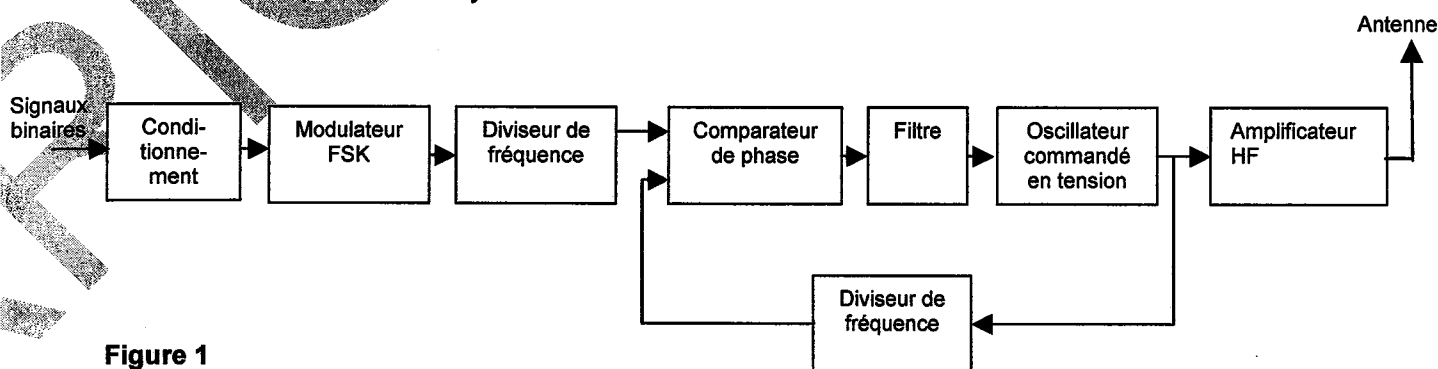 Antenne
Signaux
binaires
Condi-
tionne-
ment
Modulateur
FSK
Diviseur de
fréquence
Comparateur
de phase
Filtre
Oscillateur
commandé
en tension
Amplificateur
HF
Diviseur de
fréquence
Figure 1